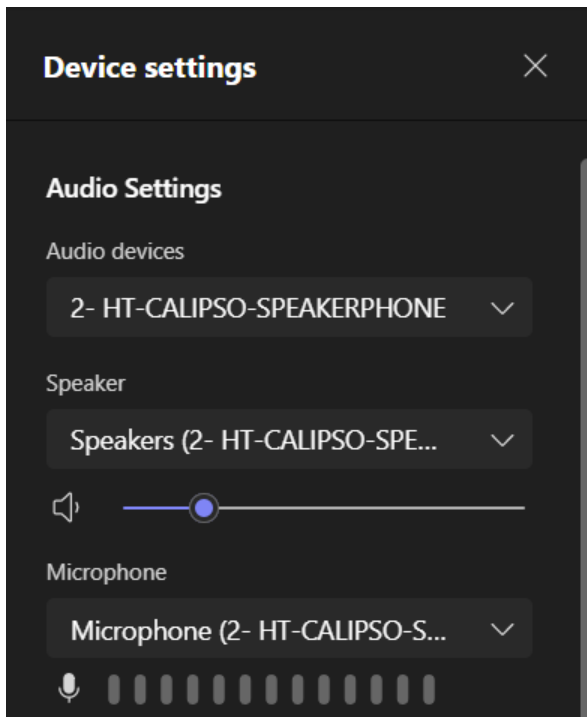 Device settings
Audio Settings
Audio devices
2- HT-CALIPSO-SPEAKERPHONE
Speaker
Speakers (2- HT-CALIPSO-SPE...
Microphone
Microphone (2- HT-CALIPSO-S...